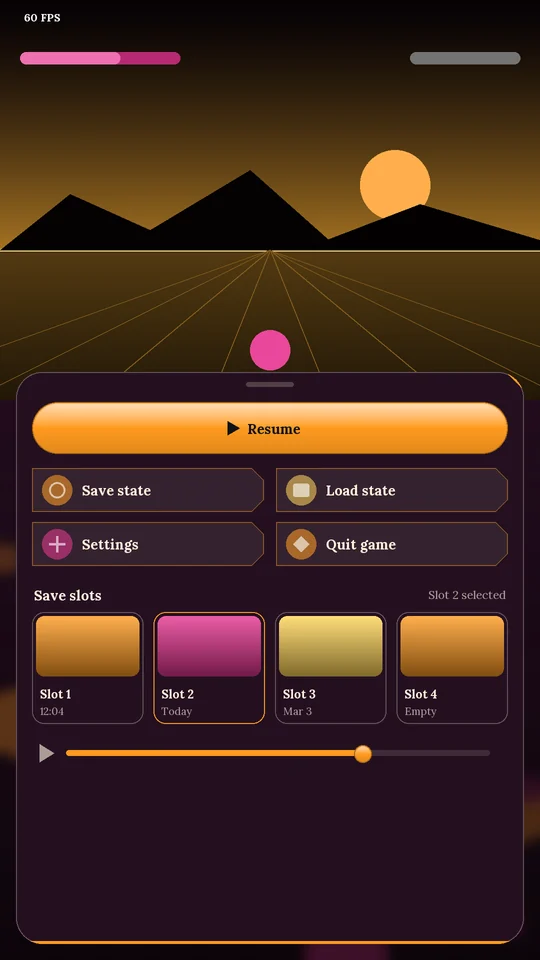 60 FPS
Resume
Save state
Load state
Settings
Quit game
Save slots
Slot 2 selected
Slot 1
12:04
Slot 2
Today
Slot 3
Mar 3
Slot 4
Empty